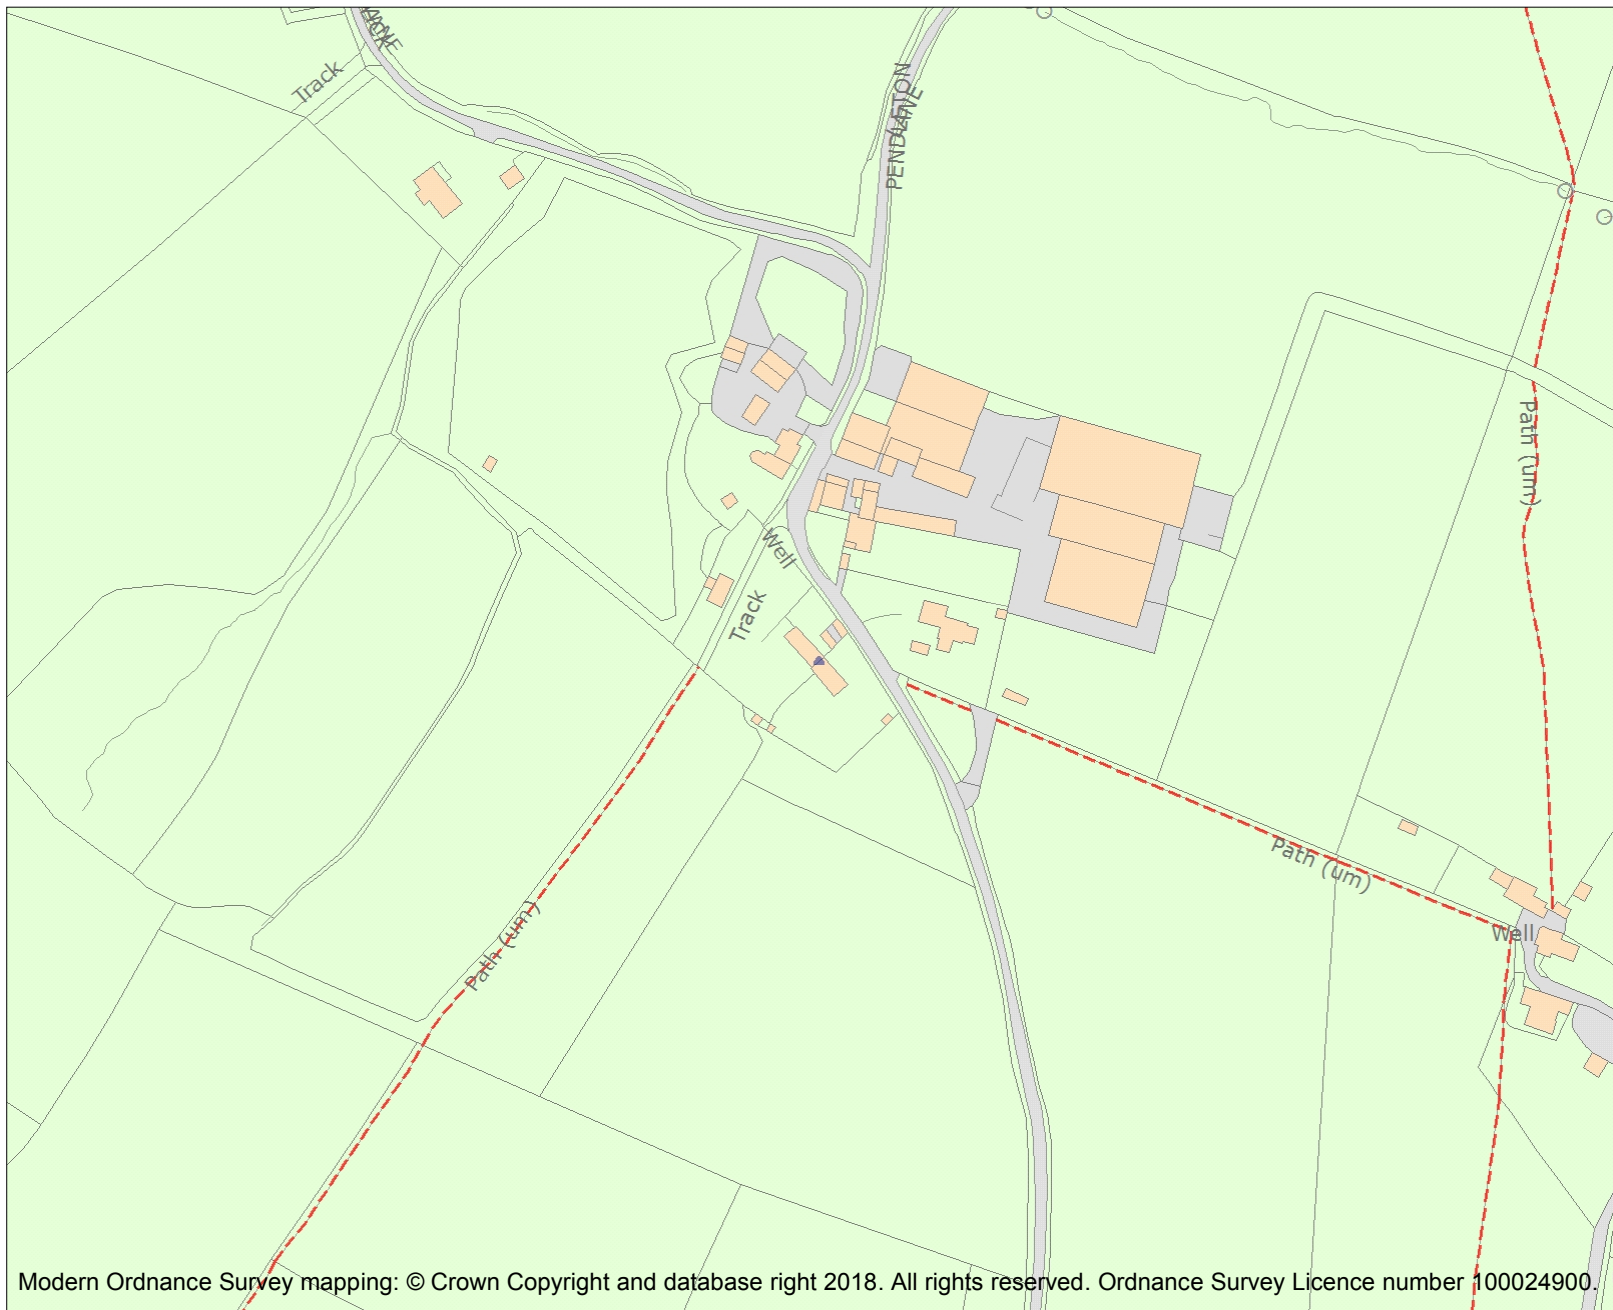 LANE
Track
PENDLETON
LANE
Path (um)
Well
Track
Path (um)
Well
Path (um)
Modern Ordnance Survey mapping: © Crown Copyright and database right 2018. All rights reserved. Ordnance Survey Licence number 100024900.